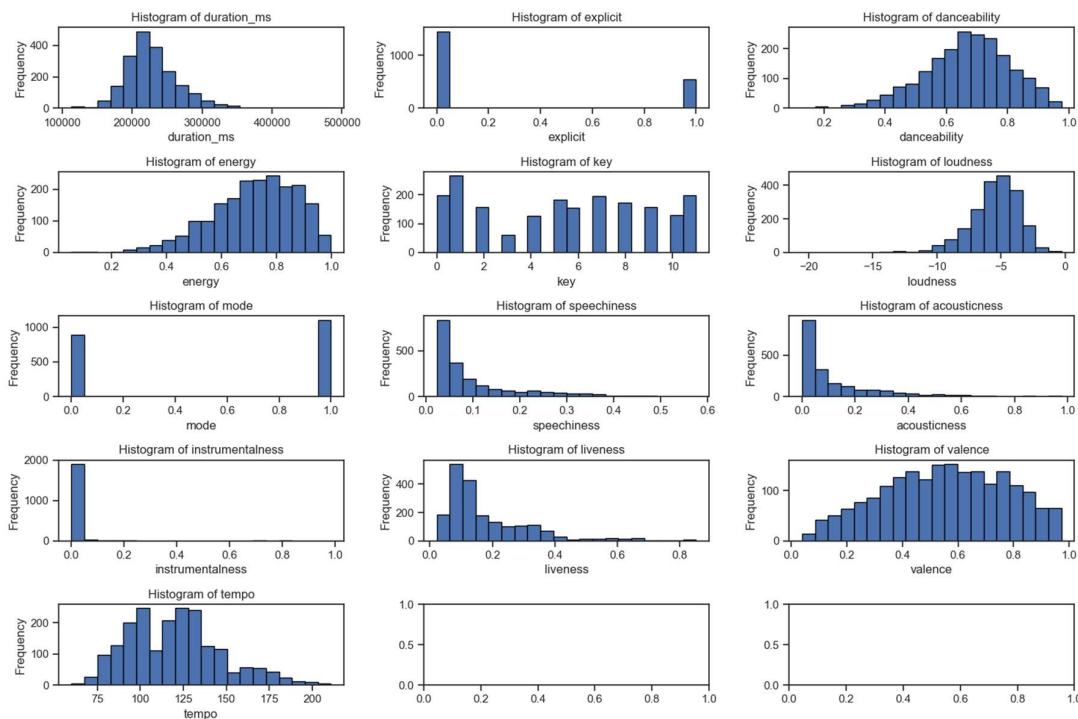 Histogram of duration_ms
Frequency
400
200
0
100000 200000 300000 400000 500000
duration_ms
Histogram of explicit
Frequency
1000
0
0.0 0.2 0.4 0.6 0.8 1.0
explicit
Histogram of danceability
Frequency
200
100
0
0.2 0.4 0.6 0.8 1.0
danceability
Histogram of energy
Frequency
200
100
0
0.2 0.4 0.6 0.8 1.0
energy
Histogram of key
Frequency
200
100
0
0 2 4 6 8 10
key
Histogram of loudness
Frequency
400
200
0
−20 −15 −10 −5 0
loudness
Histogram of mode
Frequency
1000
500
0
0.0 0.2 0.4 0.6 0.8 1.0
mode
Histogram of speechiness
Frequency
500
0
0.0 0.1 0.2 0.3 0.4 0.5 0.6
speechiness
Histogram of acousticness
Frequency
500
0
0.0 0.2 0.4 0.6 0.8 1.0
acousticness
Histogram of instrumentalness
Frequency
2000
1000
0
0.0 0.2 0.4 0.6 0.8 1.0
instrumentalness
Histogram of liveness
Frequency
400
200
0
0.0 0.2 0.4 0.6 0.8
liveness
Histogram of valence
Frequency
100
0
0.0 0.2 0.4 0.6 0.8 1.0
valence
Histogram of tempo
Frequency
200
100
0
75 100 125 150 175 200
tempo
1.0
0.5
0.0
0.0 0.2 0.4 0.6 0.8 1.0
1.0
0.5
0.0
0.0 0.2 0.4 0.6 0.8 1.0